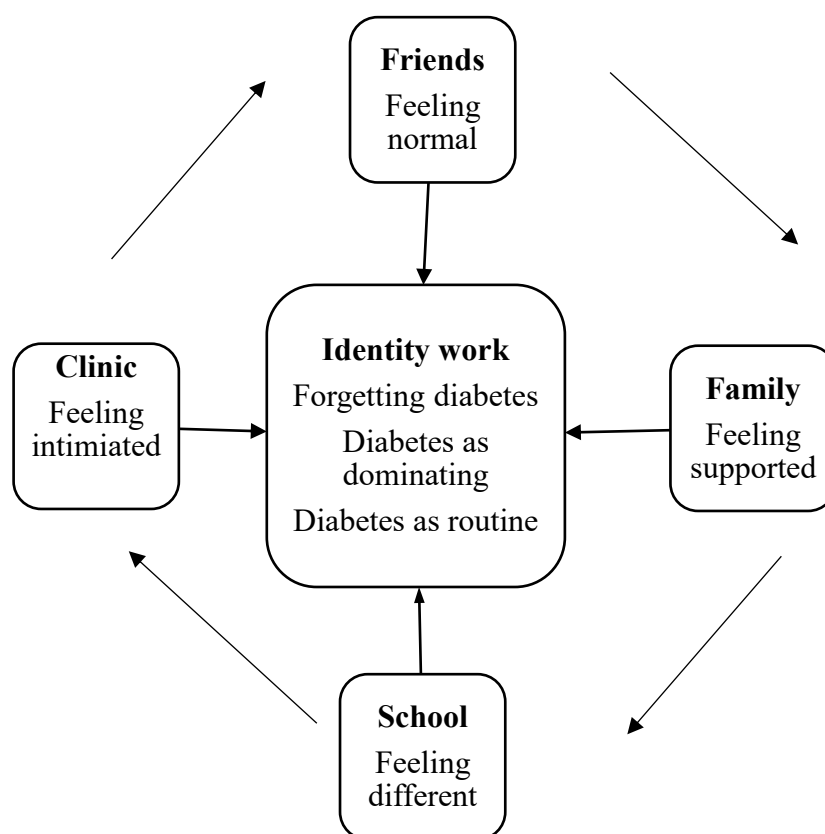 Friends
Feeling
normal
Clinic
Feeling
intimiated
Identity work
Forgetting diabetes
Diabetes as
dominating
Diabetes as routine
Family
Feeling
supported
School
Feeling
different